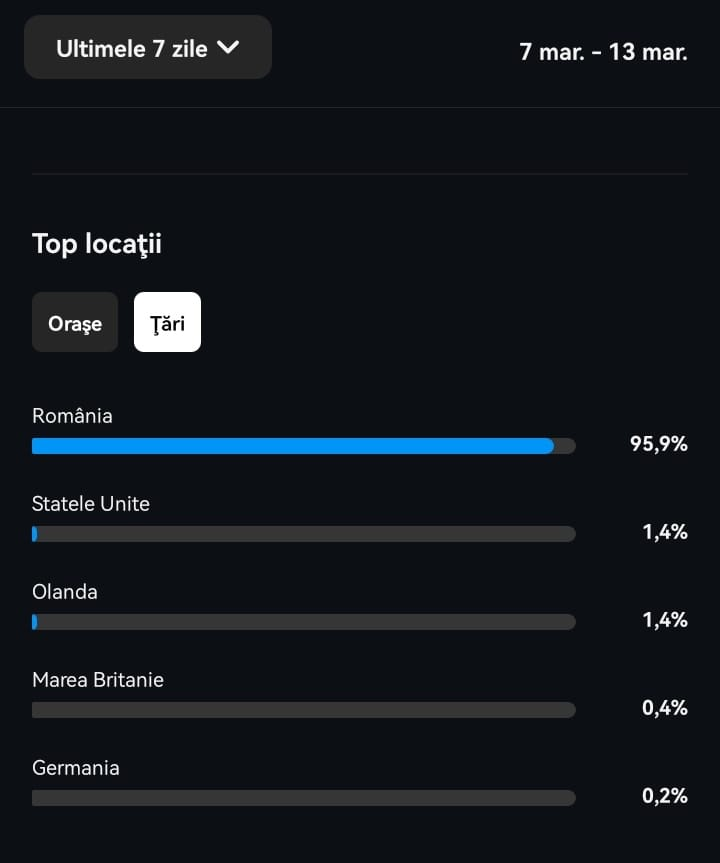 Ultimele 7 zile
7 mar. - 13 mar.
Top locaţii
Oraşe
Ţări
România
95,9%
Statele Unite
1,4%
Olanda
1,4%
Marea Britanie
0,4%
Germania
0,2%